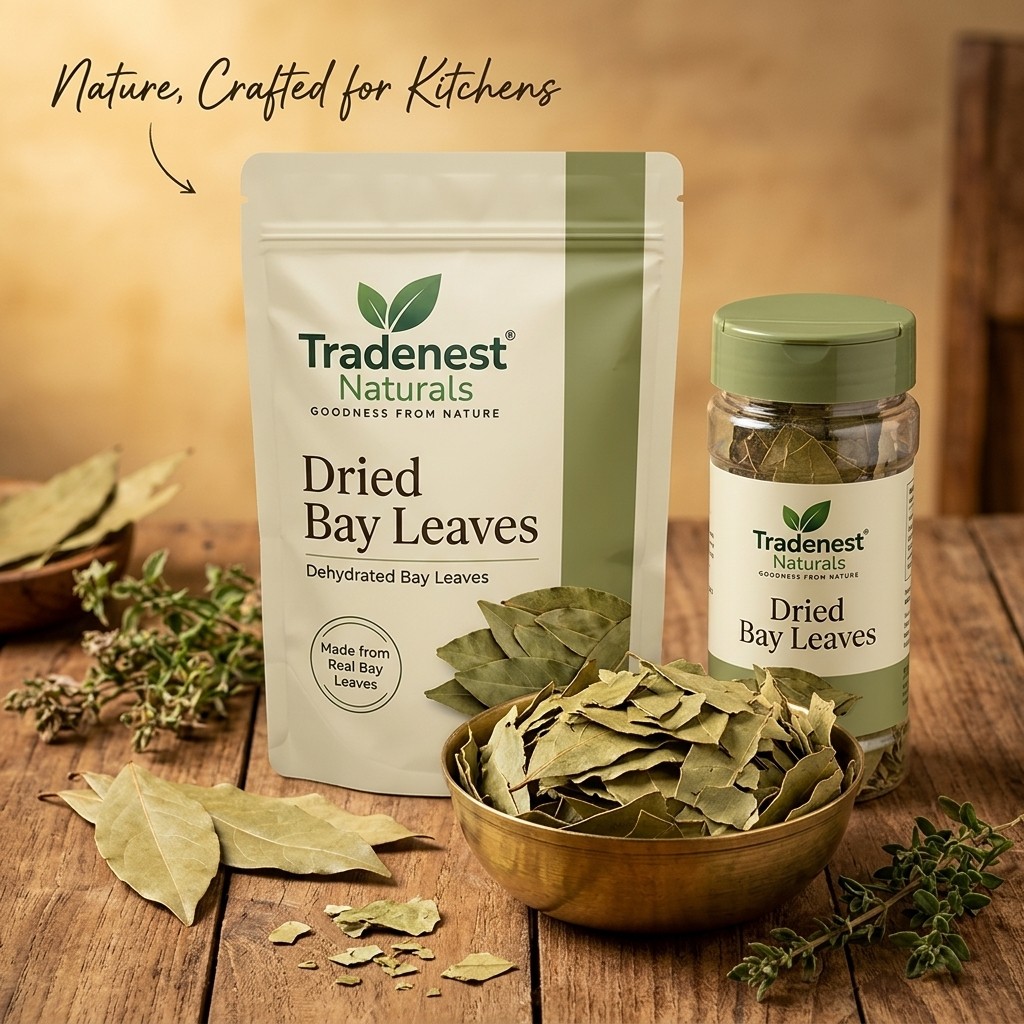 Nature, Crafted for Kitchens
Tradenest®
Naturals
GOODNESS FROM NATURE
Dried
Bay Leaves
Dehydrated Bay Leaves
Made from
Real Bay
Leaves
Tradenest®
Naturals
GOODNESS FROM NATURE
Dried
Bay Leaves